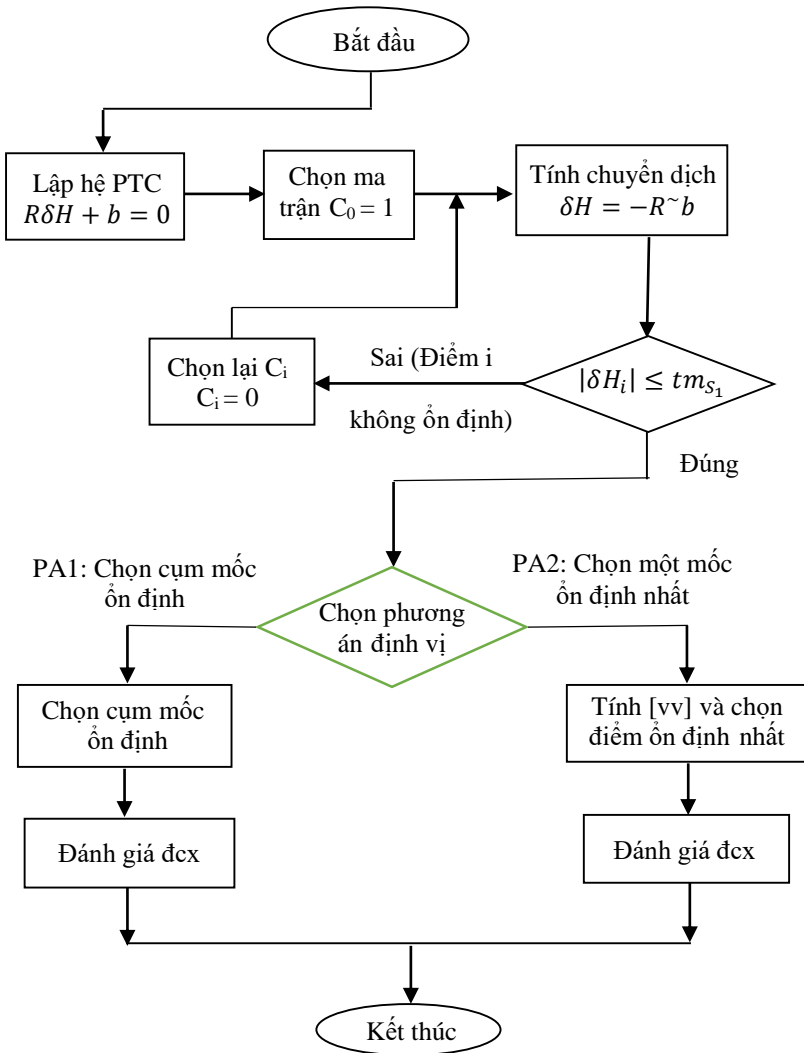 Bắt đầu
Lập hệ PTC
RδH + b = 0
Chọn ma
trận C₀ = 1
Tính chuyển dịch
δH = −R˜b
Chọn lại Cᵢ
Cᵢ = 0
Sai (Điểm i
không ổn định)
|δHᵢ| ≤ tm_{S₁}
Đúng
PA1: Chọn cụm mốc
ổn định
PA2: Chọn một mốc
ổn định nhất
Chọn phương
án định vị
Chọn cụm mốc
ổn định
Tính [vv] và chọn
điểm ổn định nhất
Đánh giá đcx
Đánh giá đcx
Kết thúc